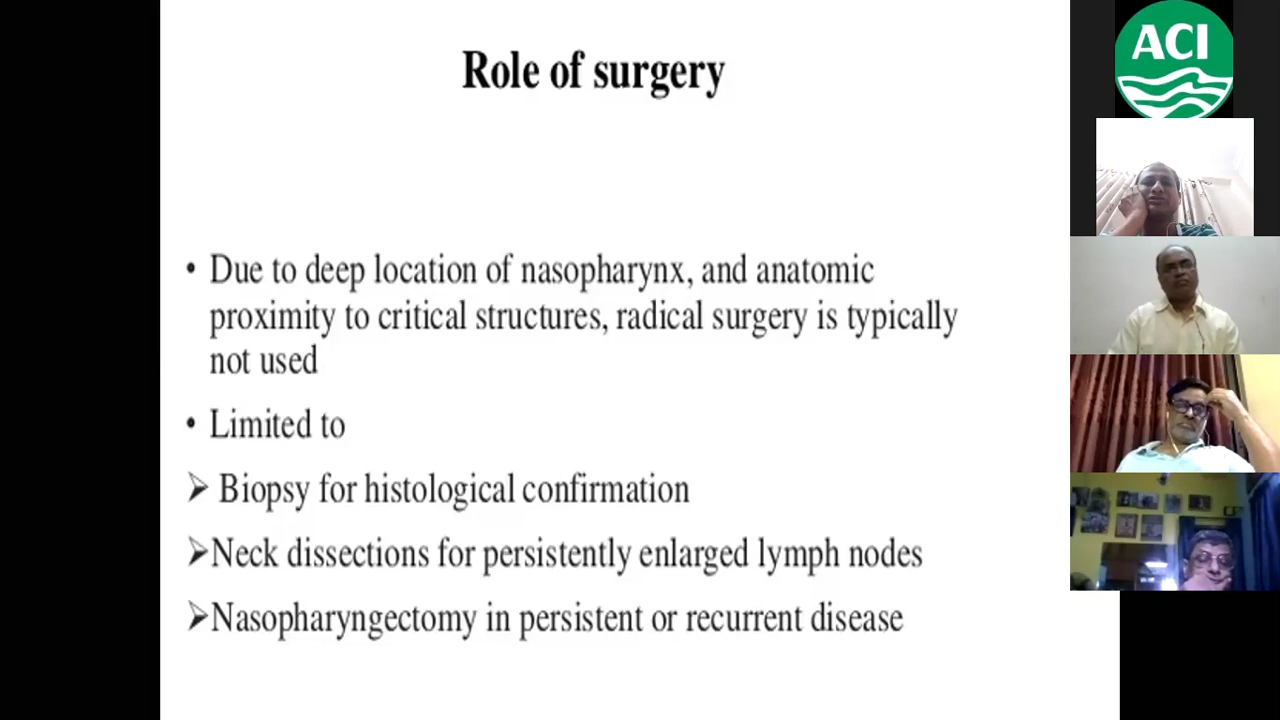 Role of surgery
ACI
• Due to deep location of nasopharynx, and anatomic
proximity to critical structures, radical surgery is typically
not used
• Limited to
➢ Biopsy for histological confirmation
➢Neck dissections for persistently enlarged lymph nodes
➢Nasopharyngectomy in persistent or recurrent disease